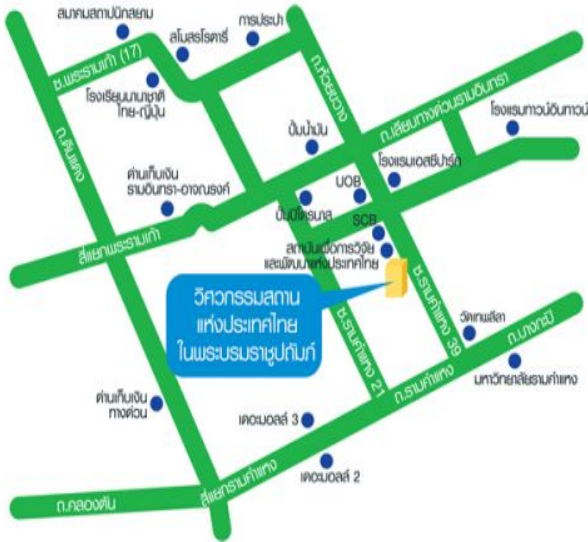 สมาคมสถาปนิกสยาม
สโมสรโรตารี่
การประปา
ซ.พระรามเก้า (17)
โรงเรียนนานาชาติ
ไทย-ญี่ปุ่น
ถ.ห้วยขวาง
ถ.เลียบทางด่วนรามอินทรา
โรงแรมทาวน์อินทาวน์
ปั๊มน้ำมัน
ถ.ดินแดง
ด่านเก็บเงิน
รามอินทรา-อาจณรงค์
UOB
โรงแรมเอสซีปาร์ค
ปั๊มปิโตรนาส
SCB
สี่แยกพระรามเก้า
สถาบันเพื่อการวิจัย
และพัฒนาแห่งประเทศไทย
วิศวกรรมสถาน
แห่งประเทศไทย
ในพระบรมราชูปถัมภ์
ซ.รามคำแหง 21
ซ.รามคำแหง 39
วัดเทพลีลา
ถ.บางกะปิ
มหาวิทยาลัยรามคำแหง
ถ.รามคำแหง
ด่านเก็บเงิน
ทางด่วน
เดอะมอลล์ 3
เดอะมอลล์ 2
สี่แยกรามคำแหง
ถ.คลองตัน